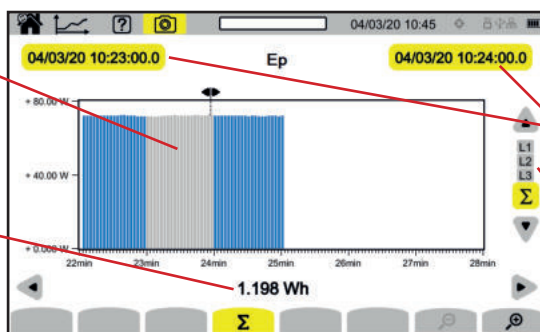 ?
04/03/20 10:45
04/03/20 10:23:00.0
Ep
04/03/20 10:24:00.0
+ 80.00 W
+ 40.00 W
+ 0.000 W
L1
L2
L3
Σ
22min 23min 24min 25min 26min 27min 28min
1.198 Wh
Σ